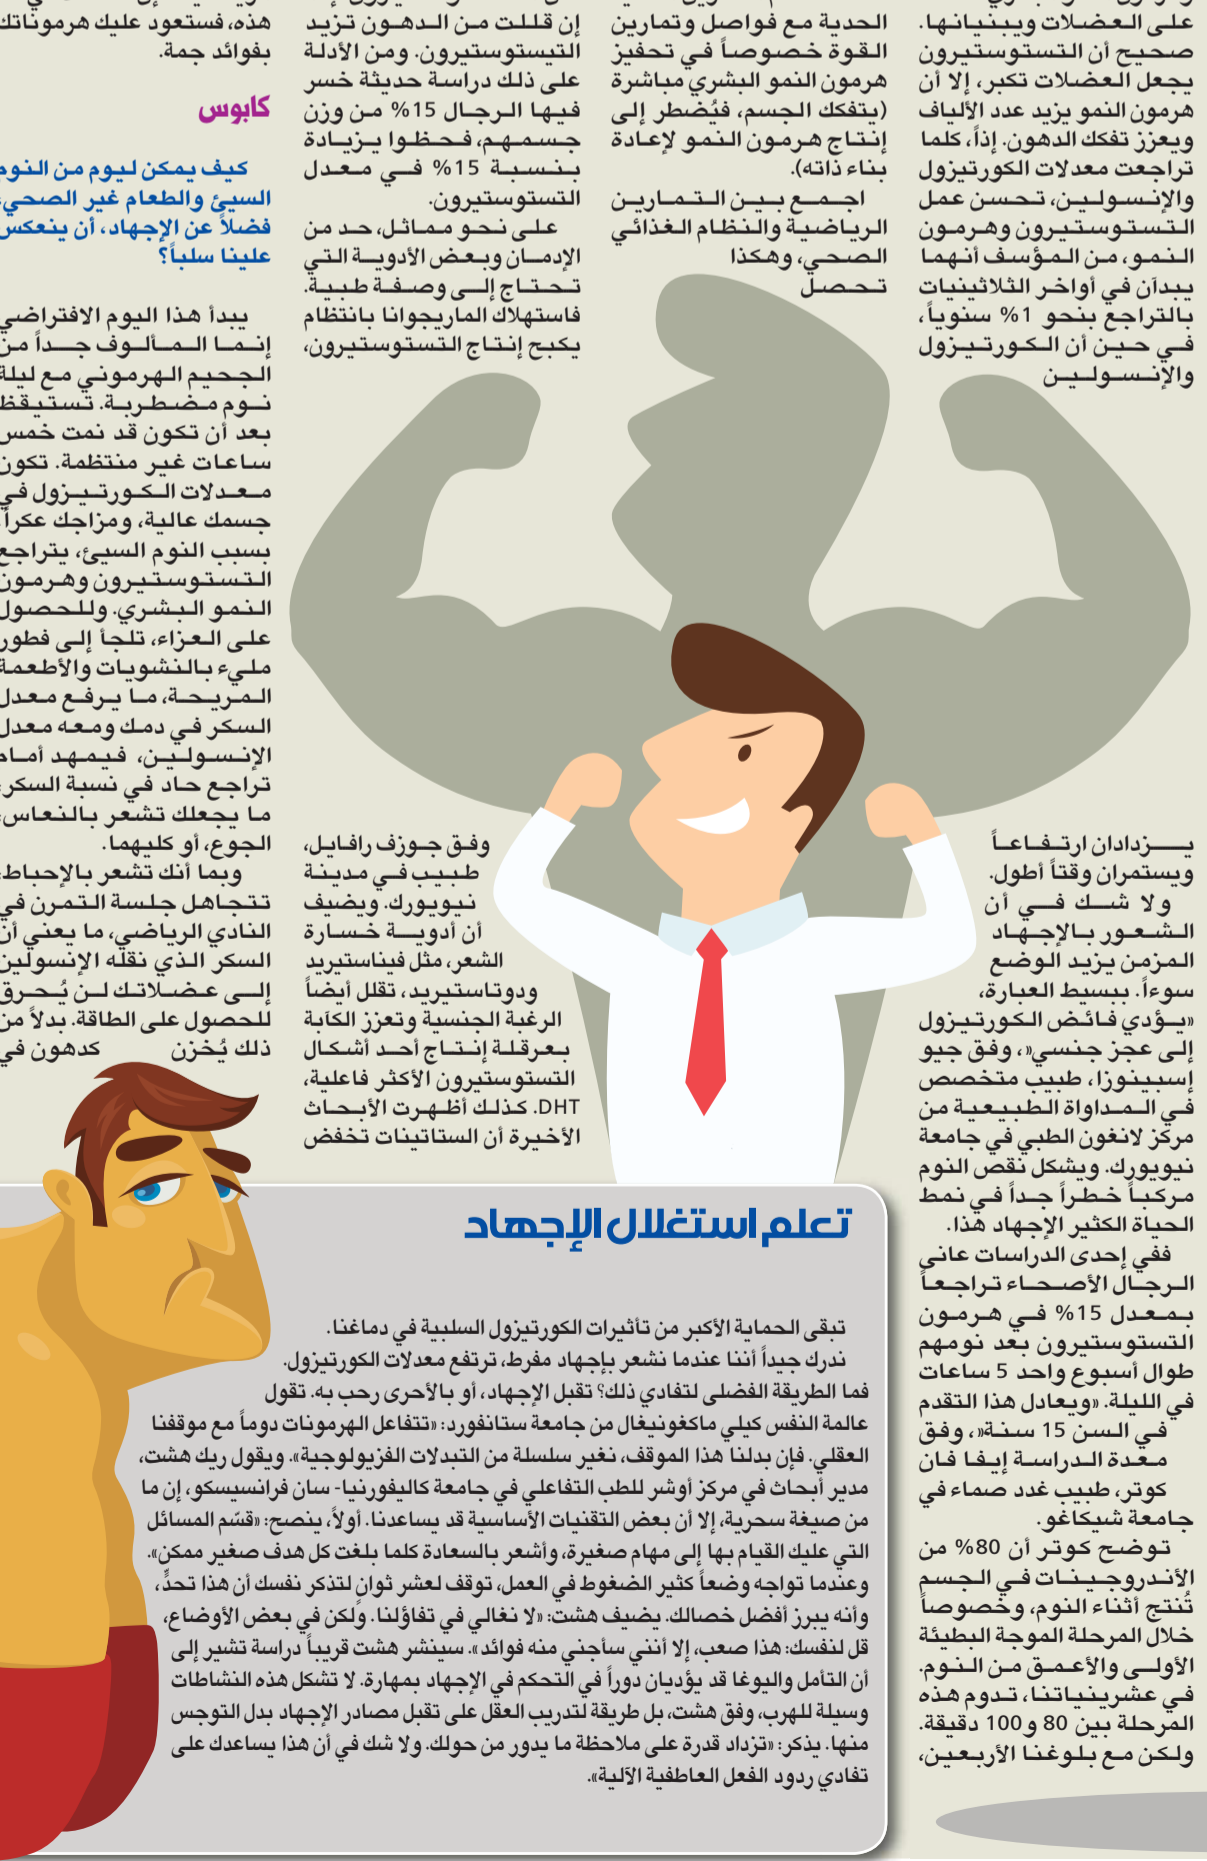 على العضلات ويبنيانها.
صحيح أن التستوستيرون
يجعل العضلات تكبر، إلا أن
هرمون النمو يزيد عدد الألياف
ويعزز تفكك الدهون. إذاً، كلما
تراجعت معدلات الكورتيزول
والإنسولين، تحسن عمل
التستوستيرون وهرمون
النمو، من المؤسف أنهما
يبدآن في أواخر الثلاثينيات
بالتراجع بنحو 1% سنوياً،
في حين أن الكورتيزول
والإنسولين
يزدادان ارتفاعاً
ويستمران وقتاً أطول.
ولا شك في أن
الشعور بالإجهاد
المزمن يزيد الوضع
سوءاً. ببسيط العبارة،
«يؤدي فائض الكورتيزول
إلى عجز جنسي»، وفق جيو
إسبينوزا، طبيب متخصص
في المداواة الطبيعية من
مركز لانغون الطبي في جامعة
نيويورك. ويشكل نقص النوم
مركباً خطراً جداً في نمط
الحياة الكثير الإجهاد هذا.
ففي إحدى الدراسات عانى
الرجال الأصحاء تراجعاً
بمعدل 15% في هرمون
التستوستيرون بعد نومهم
طوال أسبوع واحد 5 ساعات
في الليلة. «ويعادل هذا التقدم
في السن 15 سنة»، وفق
معدة الدراسة إيفا فان
كوتر، طبيب غدد صماء في
جامعة شيكاغو.
توضح كوتر أن 80% من
الأندروجينات في الجسم
تُنتج أثناء النوم، وخصوصاً
خلال المرحلة الموجة البطيئة
الأولى والأعمق من النوم.
في عشرينياتنا، تدوم هذه
المرحلة بين 80 و100 دقيقة.
ولكن مع بلوغنا الأربعين،
الحدية مع فواصل وتمارين
القوة خصوصاً في تحفيز
هرمون النمو البشري مباشرة
(يتفكك الجسم، فيُضطر إلى
إنتاج هرمون النمو لإعادة
بناء ذاته).
اجمع بين التمارين
الرياضية والنظام الغذائي
الصحي، وهكذا
تحصل
إن قللت من الدهون تزيد
التيستوستيرون. ومن الأدلة
على ذلك دراسة حديثة خسر
فيها الرجال 15% من وزن
جسمهم، فحظوا بزيادة
بنسبة 15% في معدل
التستوستيرون.
على نحو مماثل، حد من
الإدمان وبعض الأدوية التي
تحتاج إلى وصفة طبية.
فاستهلاك الماريجوانا بانتظام
يكبح إنتاج التستوستيرون،
وفق جوزف رافايل،
طبيب في مدينة
نيويورك. ويضيف
أن أدوية خسارة
الشعر، مثل فيناستيريد
ودوتاستيريد، تقلل أيضاً
الرغبة الجنسية وتعزز الكآبة
بعرقلة إنتاج أحد أشكال
التستوستيرون الأكثر فاعلية،
DHT. كذلك أظهرت الأبحاث
الأخيرة أن الستاتينات تخفض
هذه، فستعود عليك هرموناتك
بفوائد جمة.
كابوس
كيف يمكن ليوم من النوم
السيئ والطعام غير الصحي،
فضلاً عن الإجهاد، أن ينعكس
علينا سلباً؟
يبدأ هذا اليوم الافتراضي
إنما المألوف جداً من
الجحيم الهرموني مع ليلة
نوم مضطربة. تستيقظ
بعد أن تكون قد نمت خمس
ساعات غير منتظمة. تكون
معدلات الكورتيزول في
جسمك عالية، ومزاجك عكراً.
بسبب النوم السيئ، يتراجع
التستوستيرون وهرمون
النمو البشري. وللحصول
على العزاء، تلجأ إلى فطور
مليء بالنشويات والأطعمة
المريحة، ما يرفع معدل
السكر في دمك ومعه معدل
الإنسولين، فيمهد أمام
تراجع حاد في نسبة السكر،
ما يجعلك تشعر بالنعاس،
الجوع، أو كليهما.
وبما أنك تشعر بالإحباط،
تتجاهل جلسة التمرن في
النادي الرياضي، ما يعني أن
السكر الذي نقله الإنسولين
إلى عضلاتك لن يُحرق
للحصول على الطاقة. بدلاً من
ذلك يُخزن كدهون في
تعلم استغلال الإجهاد
تبقى الحماية الأكبر من تأثيرات الكورتيزول السلبية في دماغنا.
ندرك جيداً أننا عندما نشعر بإجهاد مفرط، ترتفع معدلات الكورتيزول.
فما الطريقة الفضلى لتفادي ذلك؟ تقبل الإجهاد، أو بالأحرى رحب به. تقول
عالمة النفس كيلي ماكغونيغال من جامعة ستانفورد: «تتفاعل الهرمونات دوماً مع موقفنا
العقلي. فإن بدلنا هذا الموقف، نغير سلسلة من التبدلات الفزيولوجية». ويقول ريك هشت،
مدير أبحاث في مركز أوشر للطب التفاعلي في جامعة كاليفورنيا- سان فرانسيسكو، إن ما
من صيغة سحرية، إلا أن بعض التقنيات الأساسية قد يساعدنا. أولاً، ينصح: «قسّم المسائل
التي عليك القيام بها إلى مهام صغيرة، وأشعر بالسعادة كلما بلغت كل هدف صغير ممكن».
وعندما تواجه وضعاً كثير الضغوط في العمل، توقف لعشر ثوانٍ لتذكر نفسك أن هذا تحدٍّ،
وأنه يبرز أفضل خصالك. يضيف هشت: «لا نغالي في تفاؤلنا. ولكن في بعض الأوضاع،
قل لنفسك: هذا صعب، إلا أنني سأجني منه فوائد». سينشر هشت قريباً دراسة تشير إلى
أن التأمل واليوغا قد يؤديان دوراً في التحكم في الإجهاد بمهارة. لا تشكل هذه النشاطات
وسيلة للهرب، وفق هشت، بل طريقة لتدريب العقل على تقبل مصادر الإجهاد بدل التوجس
منها. يذكر: «تزداد قدرة على ملاحظة ما يدور من حولك. ولا شك في أن هذا يساعدك على
تفادي ردود الفعل العاطفية الآلية».